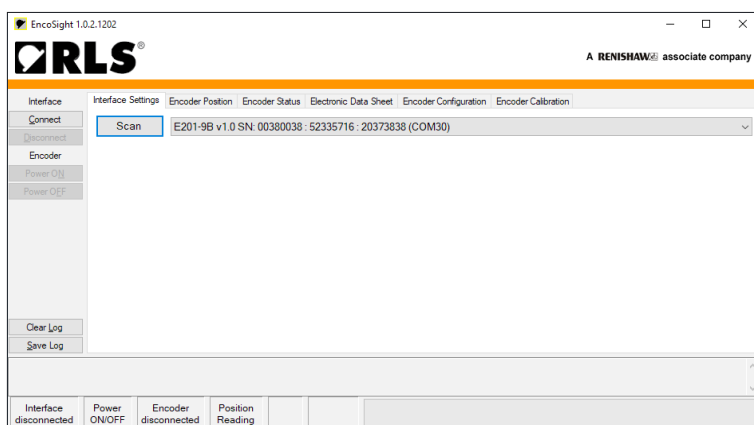 EncoSight 1.0.2.1202
RLS®
A RENISHAW associate company
Interface
Connect
Disconnect
Encoder
Power ON
Power OFF
Clear Log
Save Log
Interface Settings Encoder Position Encoder Status Electronic Data Sheet Encoder Configuration Encoder Calibration
Scan E201-9B v1.0 SN: 00380038 : 52335716 : 20373838 (COM30)
Interface disconnected
Power ON/OFF
Encoder disconnected
Position Reading